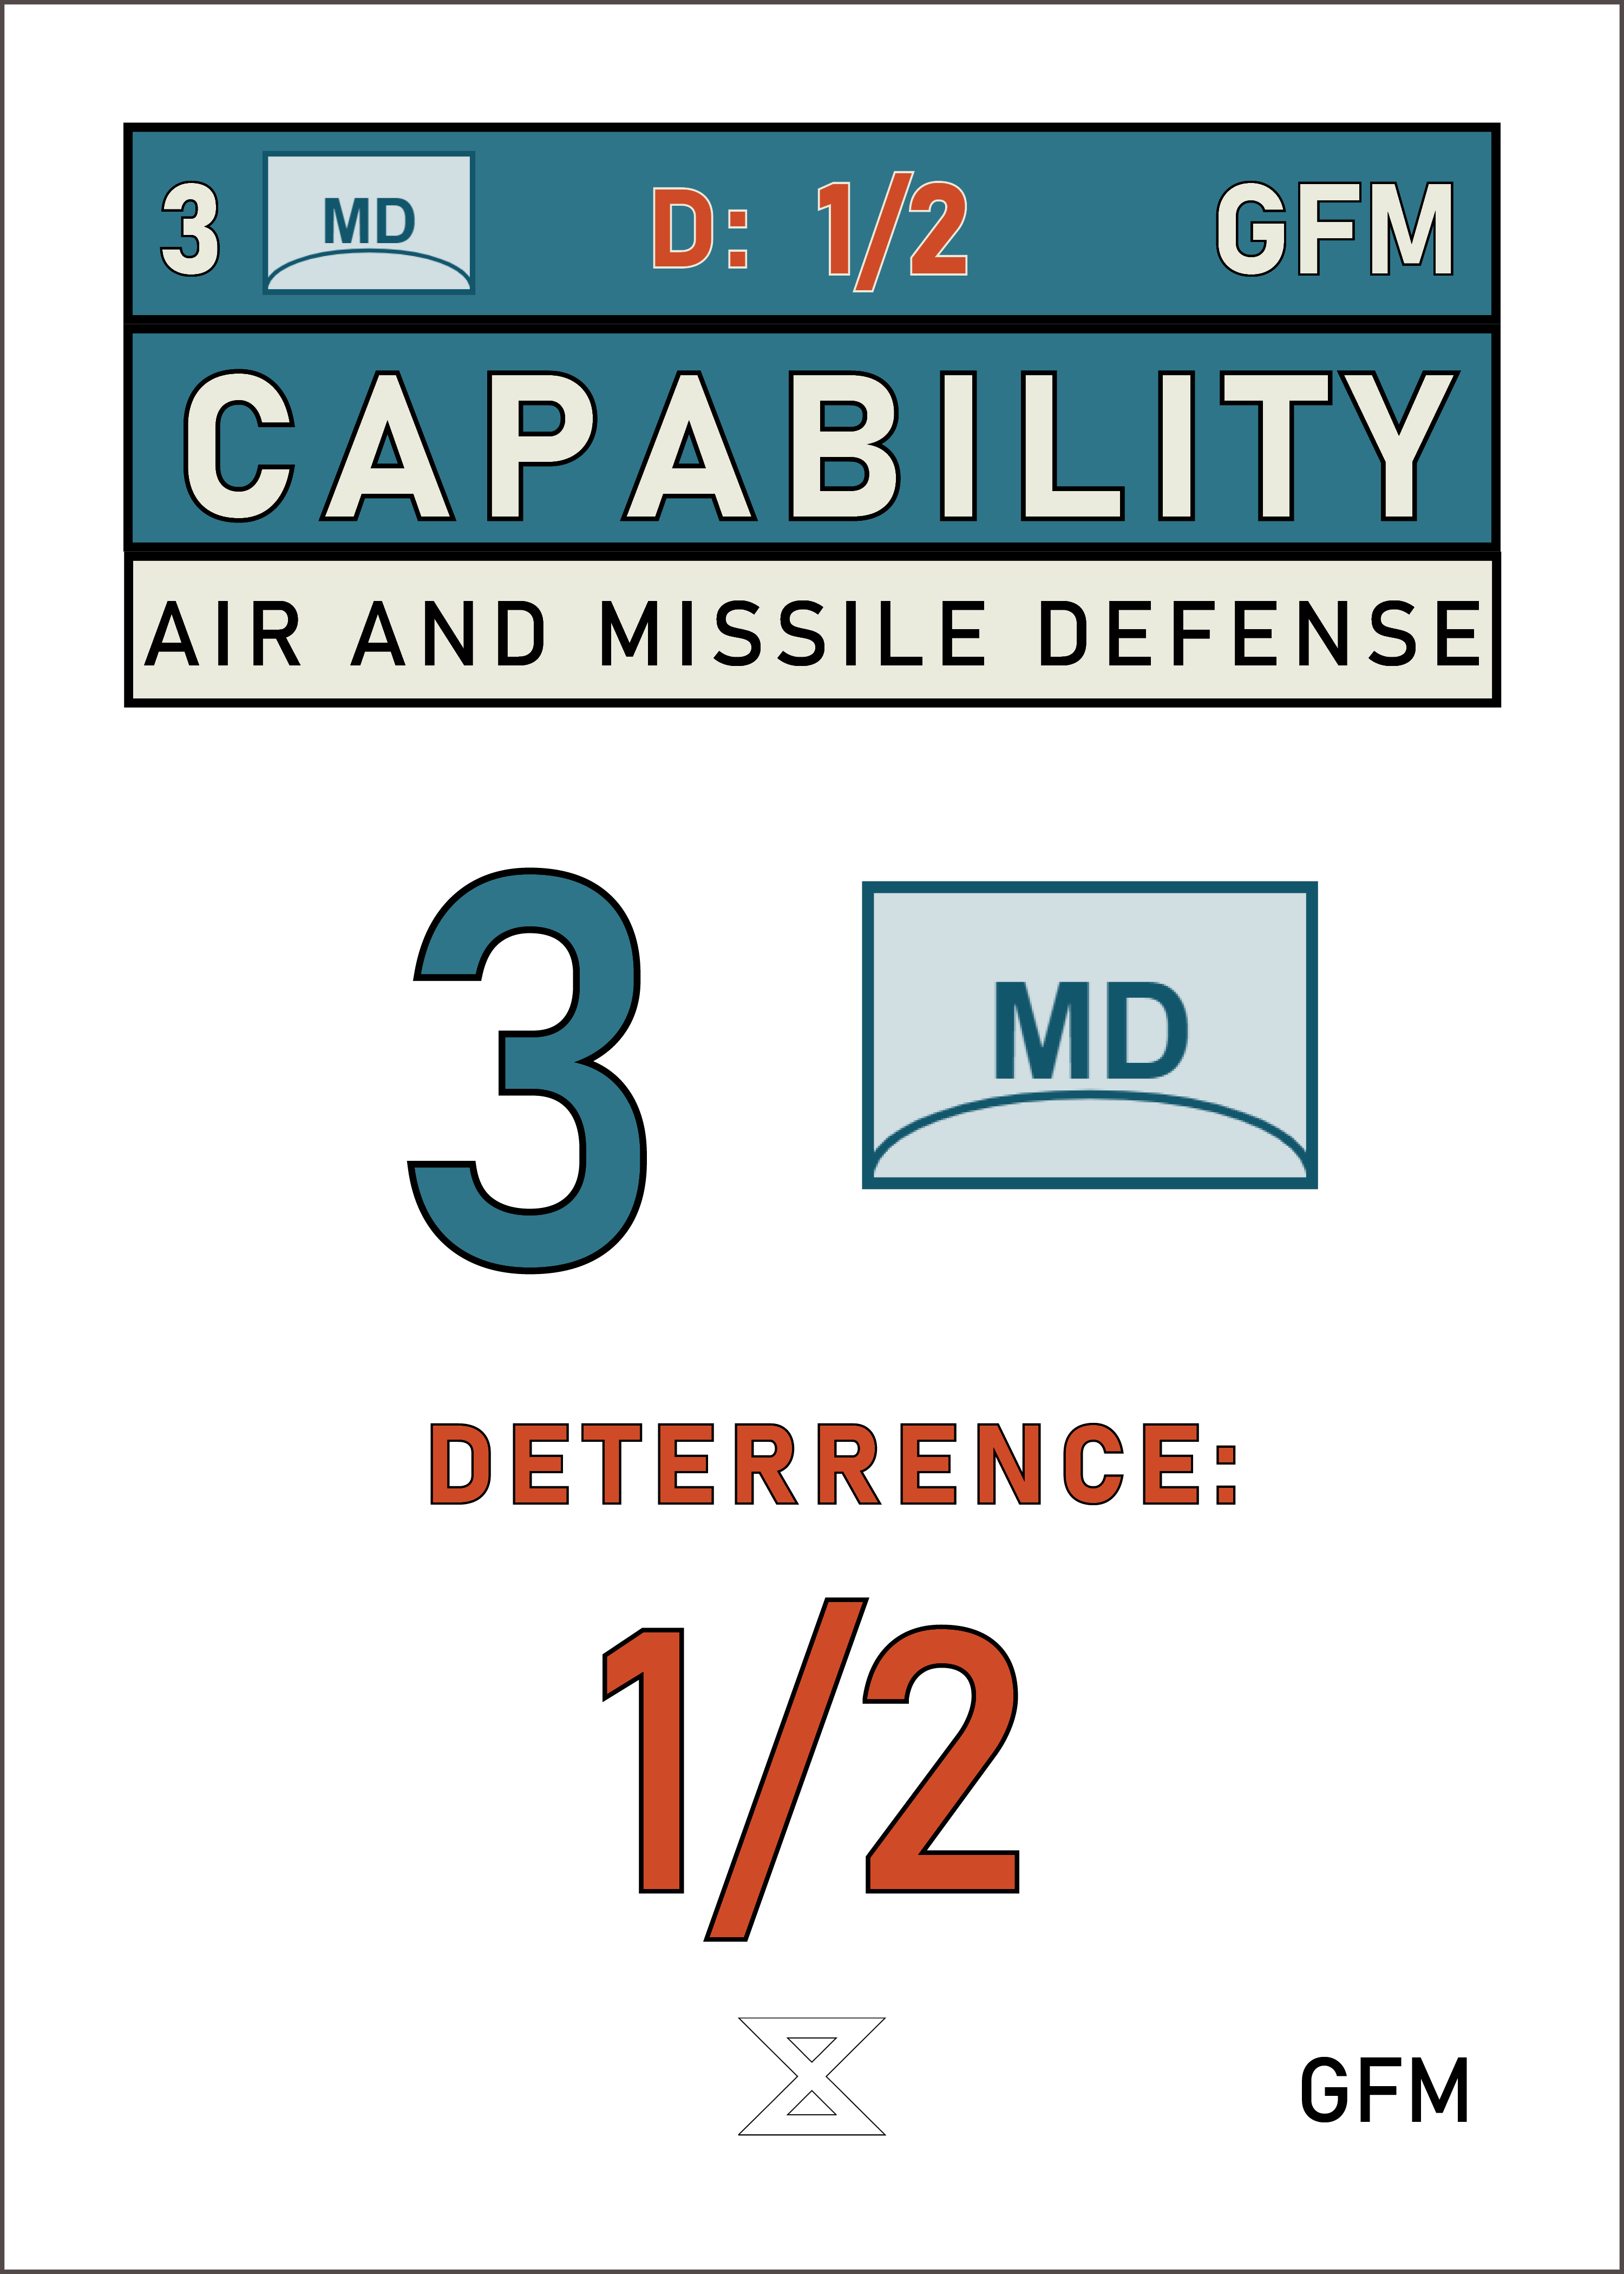 3 MD D: 1/2 GFM
CAPABILITY
AIR AND MISSILE DEFENSE
3 MD
DETERRENCE:
1/2
GFM